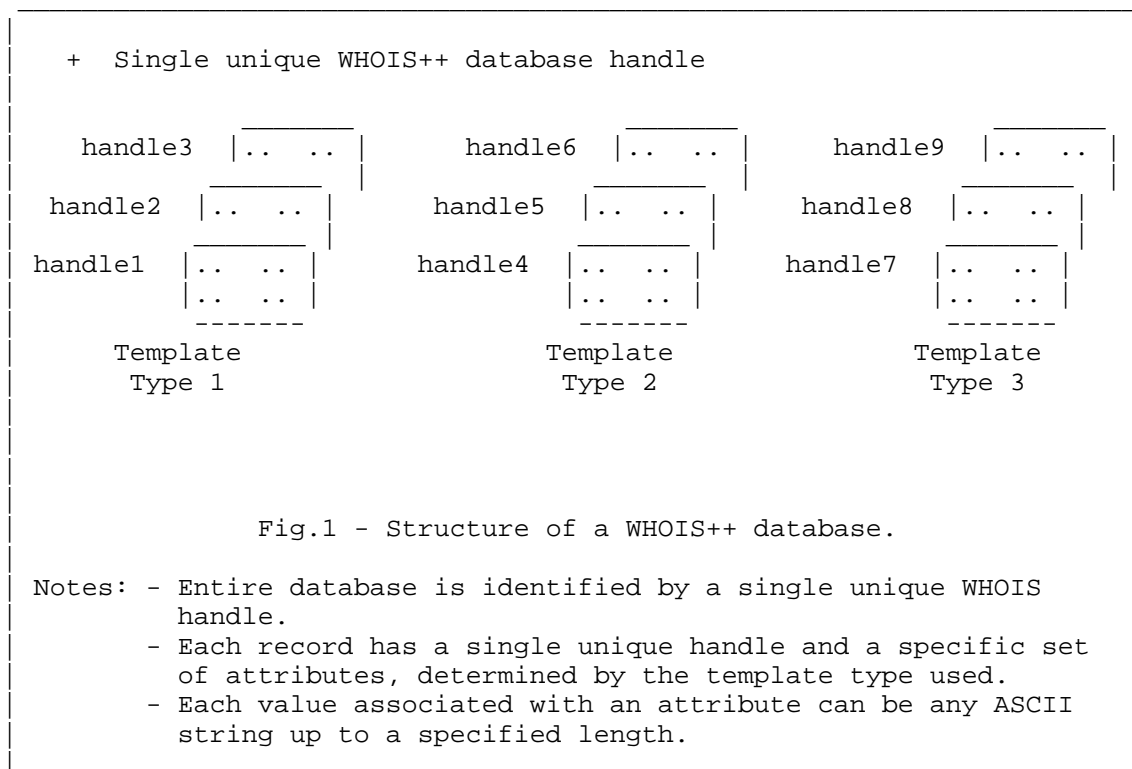 + Single unique WHOIS++ database handle
handle3 |.. .. | handle6 |.. .. | handle9 |.. .. |
handle2 |.. .. | handle5 |.. .. | handle8 |.. .. |
handle1 |.. .. | handle4 |.. .. | handle7 |.. .. |
|.. .. | |.. .. | |.. .. |
------- ------- -------
Template Template Template
Type 1 Type 2 Type 3
Fig.1 - Structure of a WHOIS++ database.
Notes: - Entire database is identified by a single unique WHOIS
handle.
- Each record has a single unique handle and a specific set
of attributes, determined by the template type used.
- Each value associated with an attribute can be any ASCII
string up to a specified length.